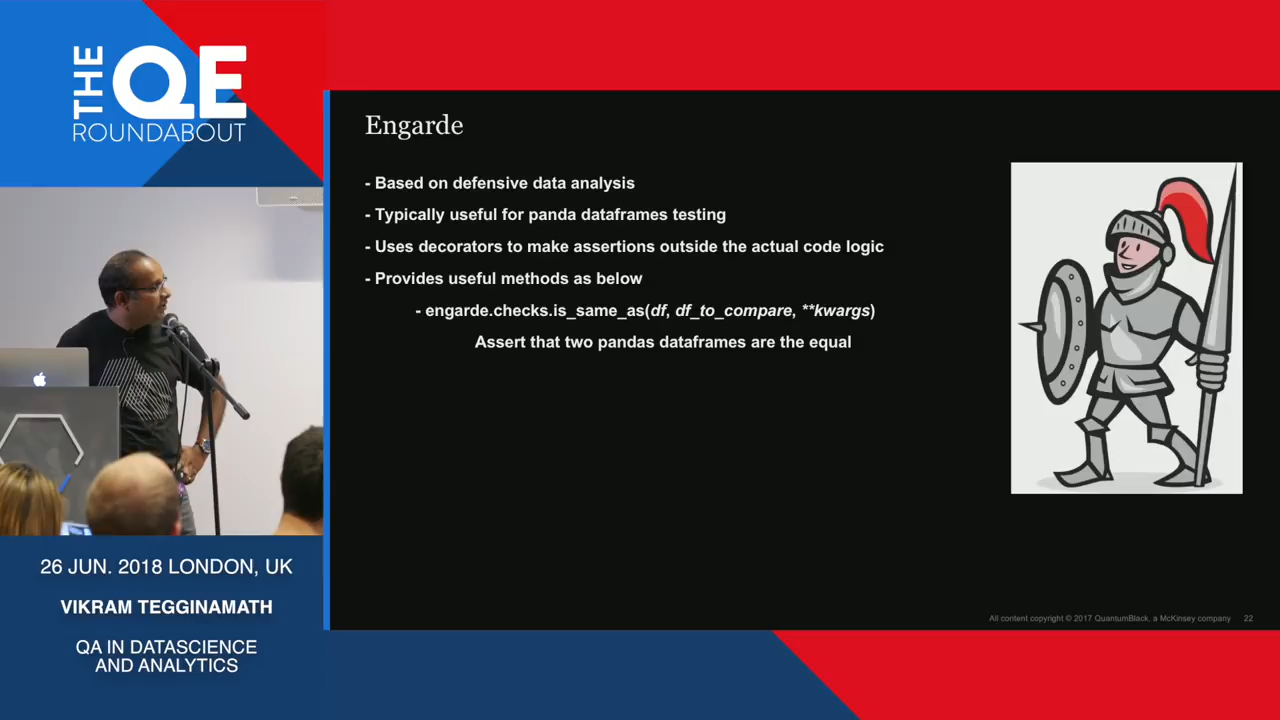 THE QE
ROUNDABOUT
Engarde
- Based on defensive data analysis
- Typically useful for panda dataframes testing
- Uses decorators to make assertions outside the actual code logic
- Provides useful methods as below
- engarde.checks.is_same_as(df, df_to_compare, **kwargs)
Assert that two pandas dataframes are the equal
All content copyright © 2017 QuantumBlack, a McKinsey company 22
26 JUN. 2018 LONDON, UK
VIKRAM TEGGINAMATH
QA IN DATASCIENCE
AND ANALYTICS